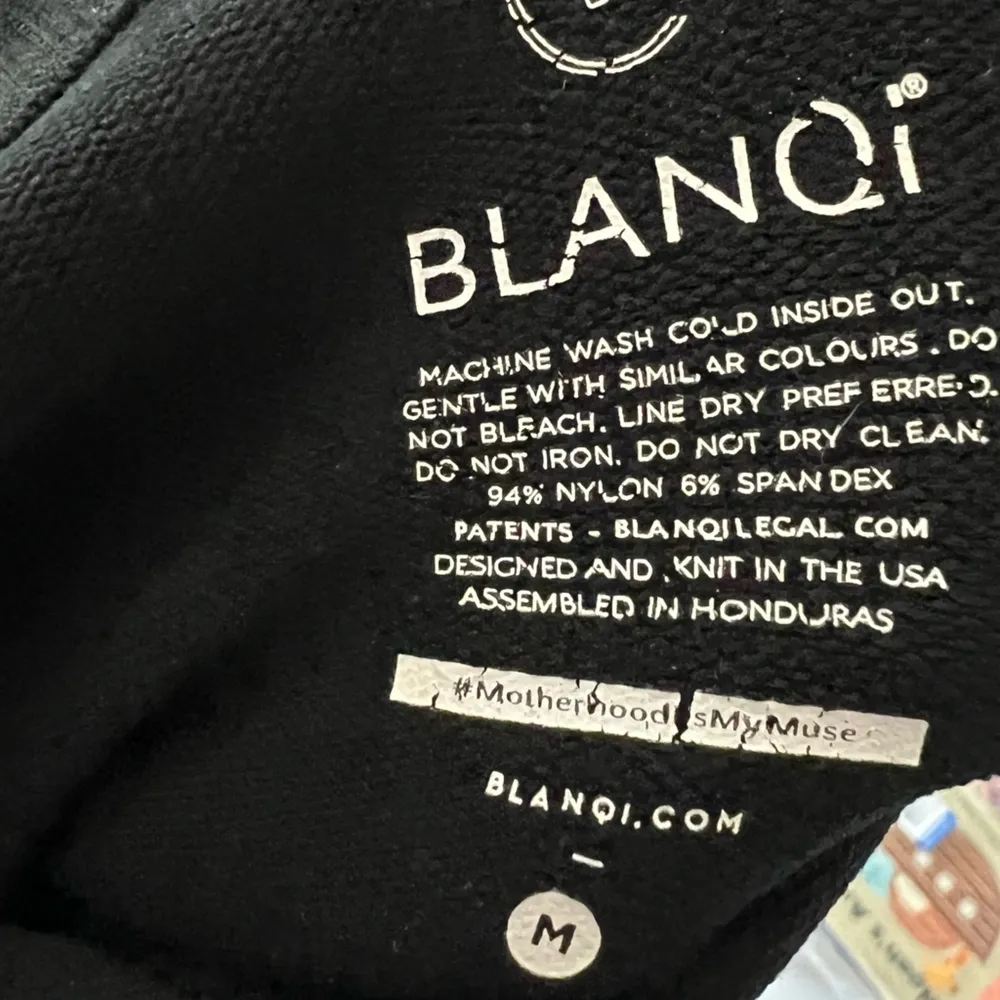 BLANQi®
MACHINE WASH COLD INSIDE OUT.
GENTLE WITH SIMILAR COLOURS. DO
NOT BLEACH. LINE DRY PREFERRED.
DO NOT IRON. DO NOT DRY CLEAN.
94% NYLON 6% SPANDEX
PATENTS - BLANQILEGAL.COM
DESIGNED AND KNIT IN THE USA
ASSEMBLED IN HONDURAS
#MotherhoodIsMyMuse
BLANQI.COM
M